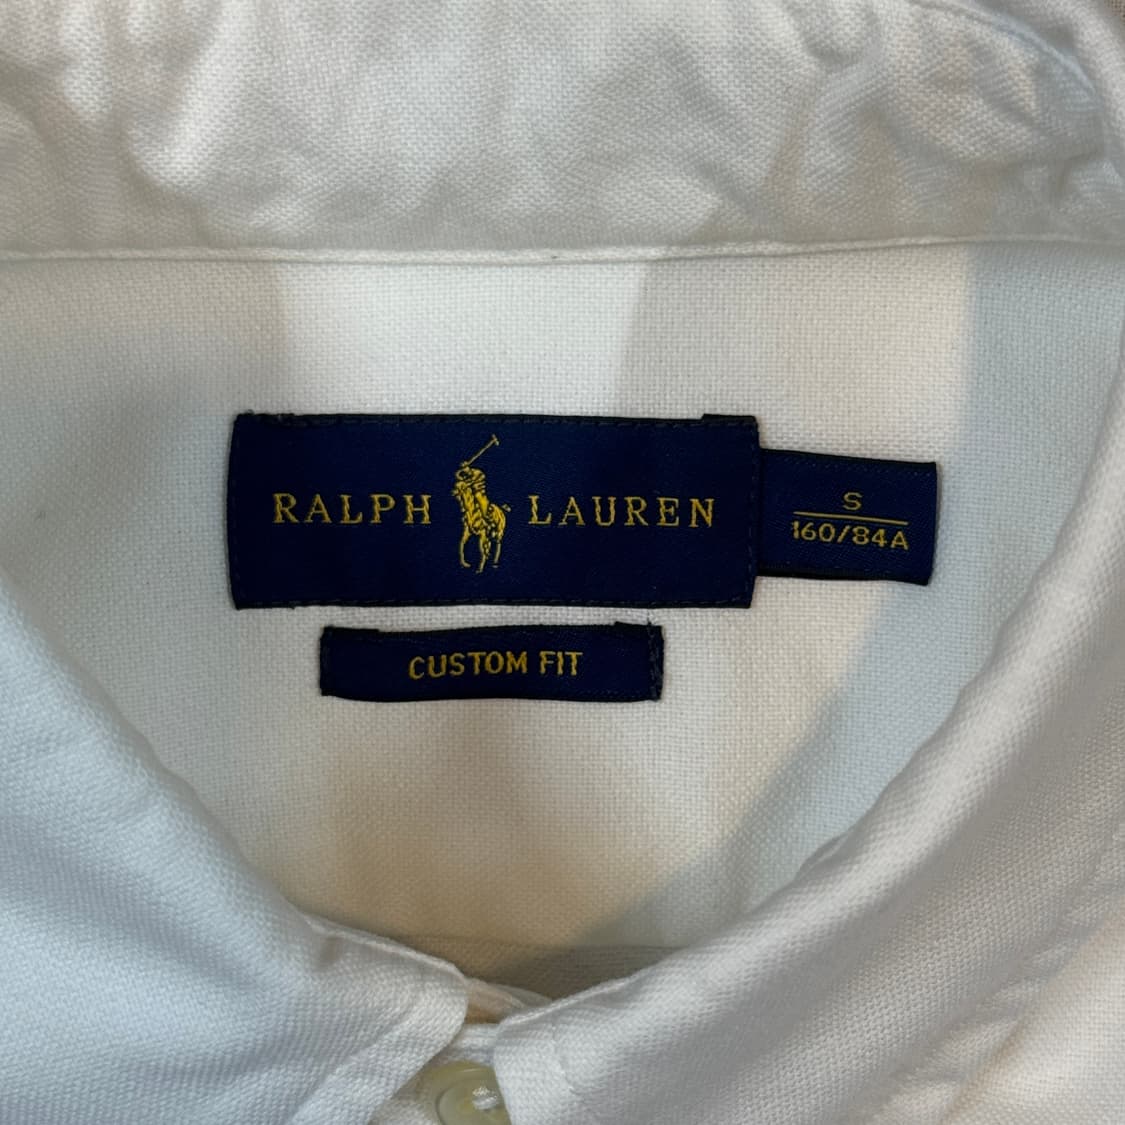 RALPH LAUREN
S
160/84A
CUSTOM FIT